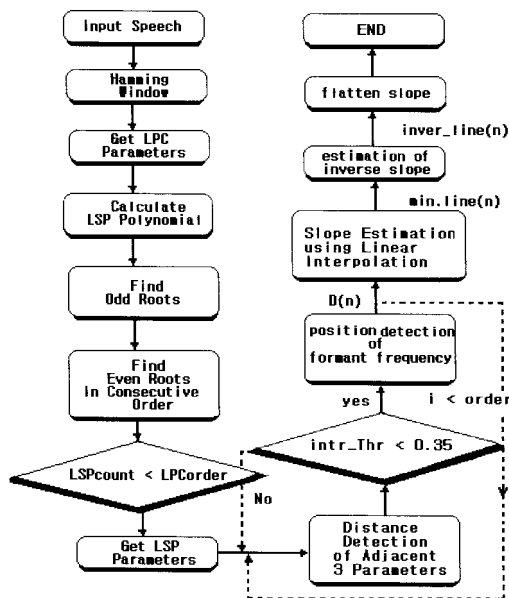 Input Speech
Hamming
Window
Get LPC
Parameters
Calculate
LSP Polynomial
Find
Odd Roots
Find
Even Roots
in Consecutive
Order
LSPcount < LPCorder
Get LSP
Parameters
Distance
Detection
of Adjacent
3 Parameters
intr_Thr < 0.35
No
yes
i < order
position detection
of
formant frequency
D(n)
Slope Estimation
using Linear
Interpolation
min.line(n)
estimation of
inverse slope
inver_line(n)
flatten slope
END